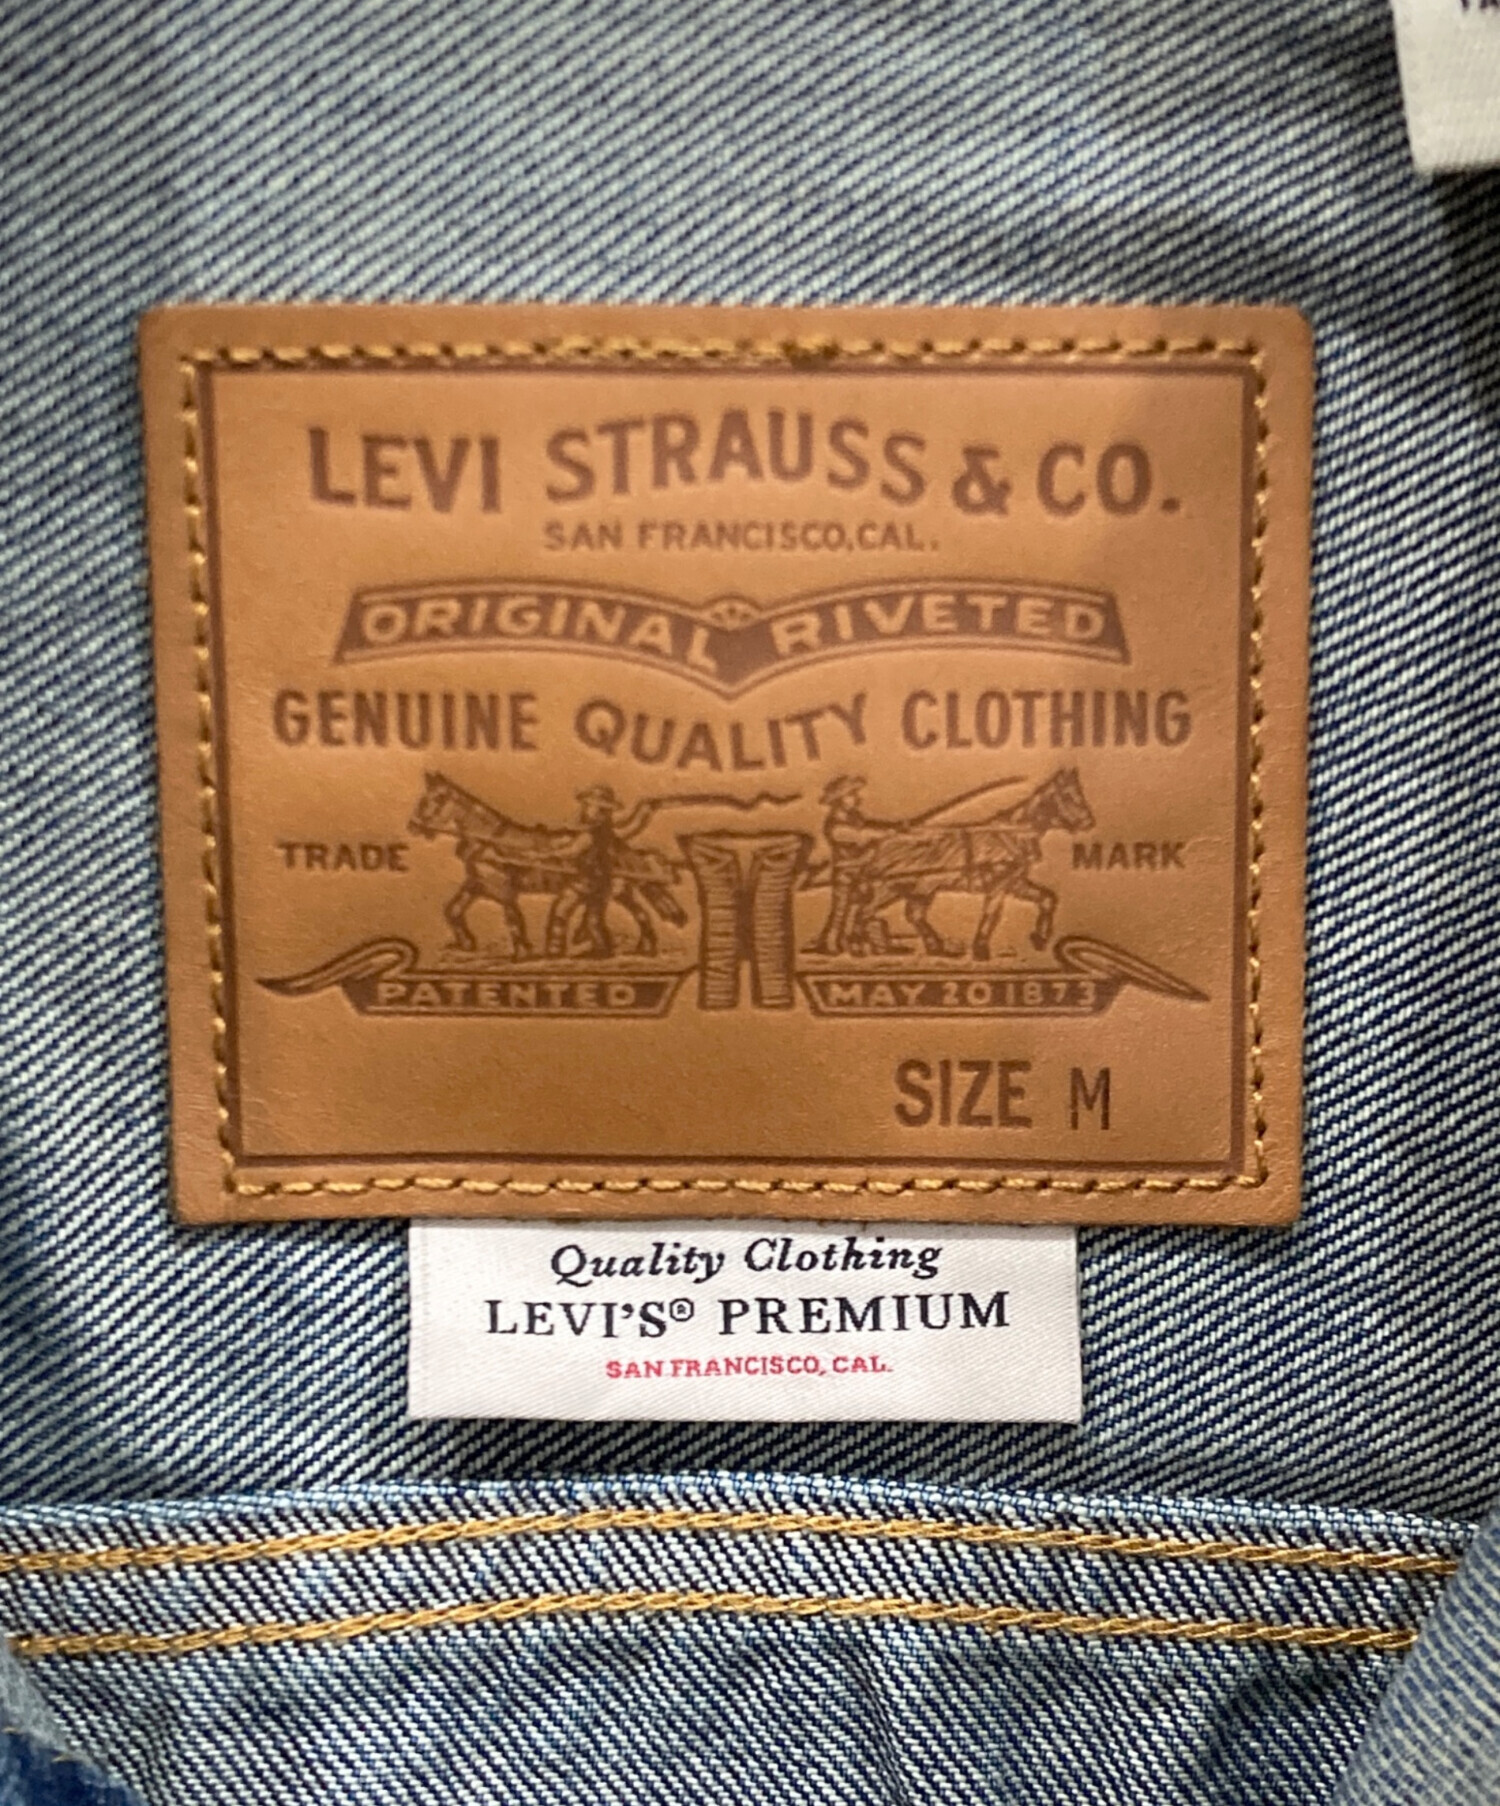 LEVI STRAUSS & CO.
SAN FRANCISCO,CAL.
ORIGINAL RIVETED
GENUINE QUALITY CLOTHING
TRADE MARK
PATENTED MAY 20 1873
SIZE M
Quality Clothing
LEVI'S® PREMIUM
SAN FRANCISCO, CAL.